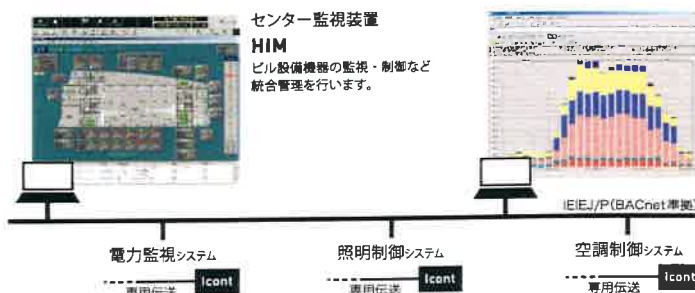 センター監視装置
HIM
ビル設備機器の監視・制御など
統合管理を行います。
IEIEJ/P(BACnet準拠)
電力監視システム
照明制御システム
空調制御システム
専用伝送
Icont
専用伝送
Icont
専用伝送
Icont